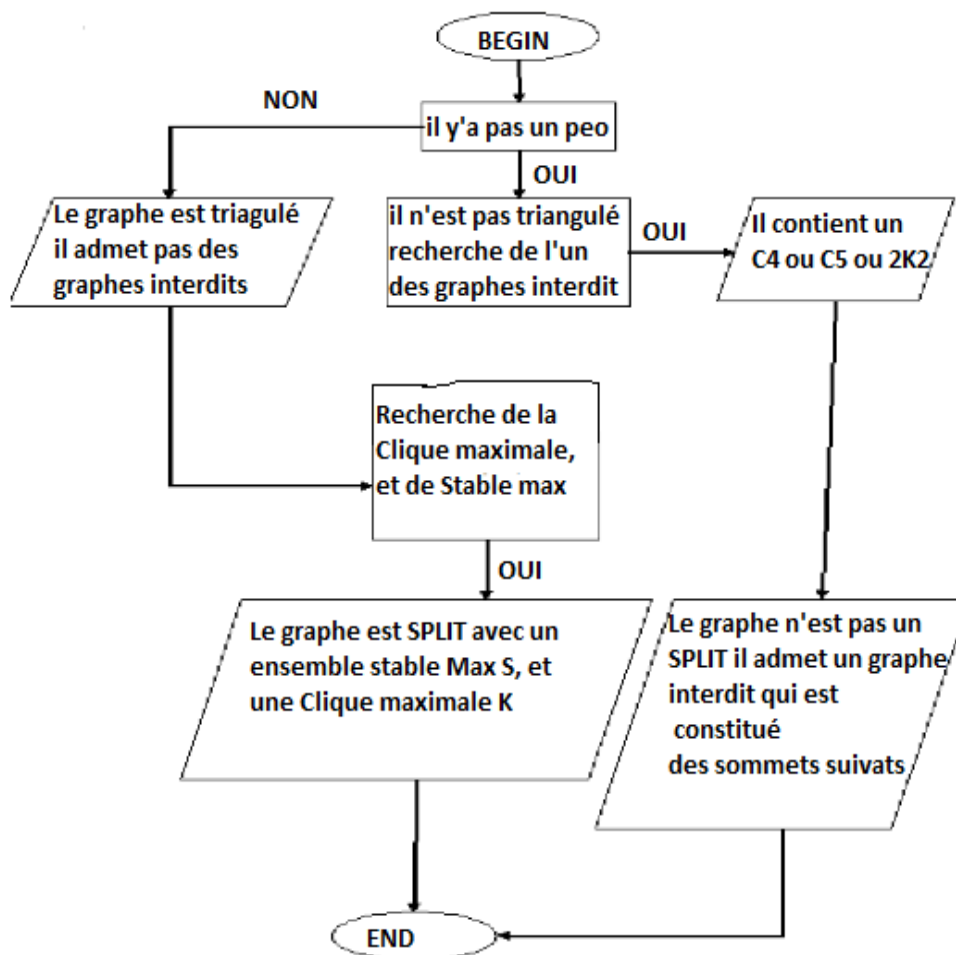 BEGIN
NON
il y'a pas un peo
OUI
Le graphe est triagulé
il admet pas des
graphes interdits
il n'est pas triangulé
recherche de l'un
des graphes interdit
OUI
Il contient un
C4 ou C5 ou 2K2
Recherche de la
Clique maximale,
et de Stable max
OUI
Le graphe est SPLIT avec un
ensemble stable Max S, et
une Clique maximale K
Le graphe n'est pas un
SPLIT il admet un graphe
interdit qui est
constitué
des sommets suivats
END